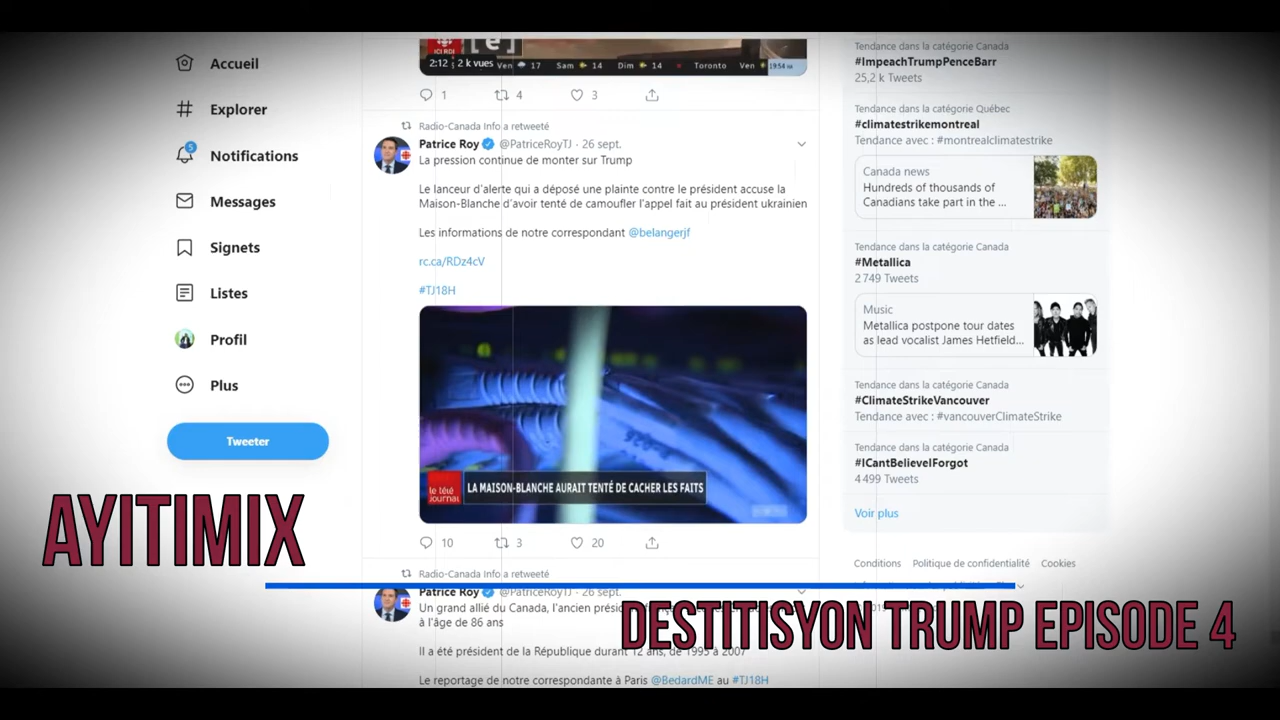 Accueil
Explorer
5
Notifications
Messages
Signets
Listes
Profil
Plus
Tweeter
ICI RDI
[e]
2:12 2 k vues
Ven 17 Sam 14 Dim 14 Toronto Ven 19:54
1 4 3
Radio-Canada Info a retweeté
Patrice Roy @PatriceRoyTJ · 26 sept.
La pression continue de monter sur Trump
Le lanceur d'alerte qui a déposé une plainte contre le président accuse la
Maison-Blanche d'avoir tenté de camoufler l'appel fait au président ukrainien
Les informations de notre correspondant @belangerjf
rc.ca/RDz4cV
#TJ18H
le télé
journal
LA MAISON-BLANCHE AURAIT TENTÉ DE CACHER LES FAITS
10 3 20
Radio-Canada Info a retweeté
Patrice Roy @PatriceRoyTJ · 26 sept.
Un grand allié du Canada, l'ancien
à l'âge de 86 ans
Il a été président de la République durant 12 ans, de 1995 à 2007
Le reportage de notre correspondante à Paris @BedardME au #TJ18H
Tendance dans la catégorie Canada
#ImpeachTrumpPenceBarr
25,2 k Tweets
Tendance dans la catégorie Québec
#climatestrikemontreal
Tendance avec : #montrealclimatestrike
Canada news
Hundreds of thousands of
Canadians take part in the ...
Tendance dans la catégorie Canada
#Metallica
2 749 Tweets
Music
Metallica postpone tour dates
as lead vocalist James Hetfield...
Tendance dans la catégorie Canada
#ClimateStrikeVancouver
Tendance avec : #vancouverClimateStrike
Tendance dans la catégorie Canada
#ICantBelieveIForgot
4 499 Tweets
Voir plus
Conditions Politique de confidentialité Cookies
AYITIMIX
DESTITISYON TRUMP EPISODE 4